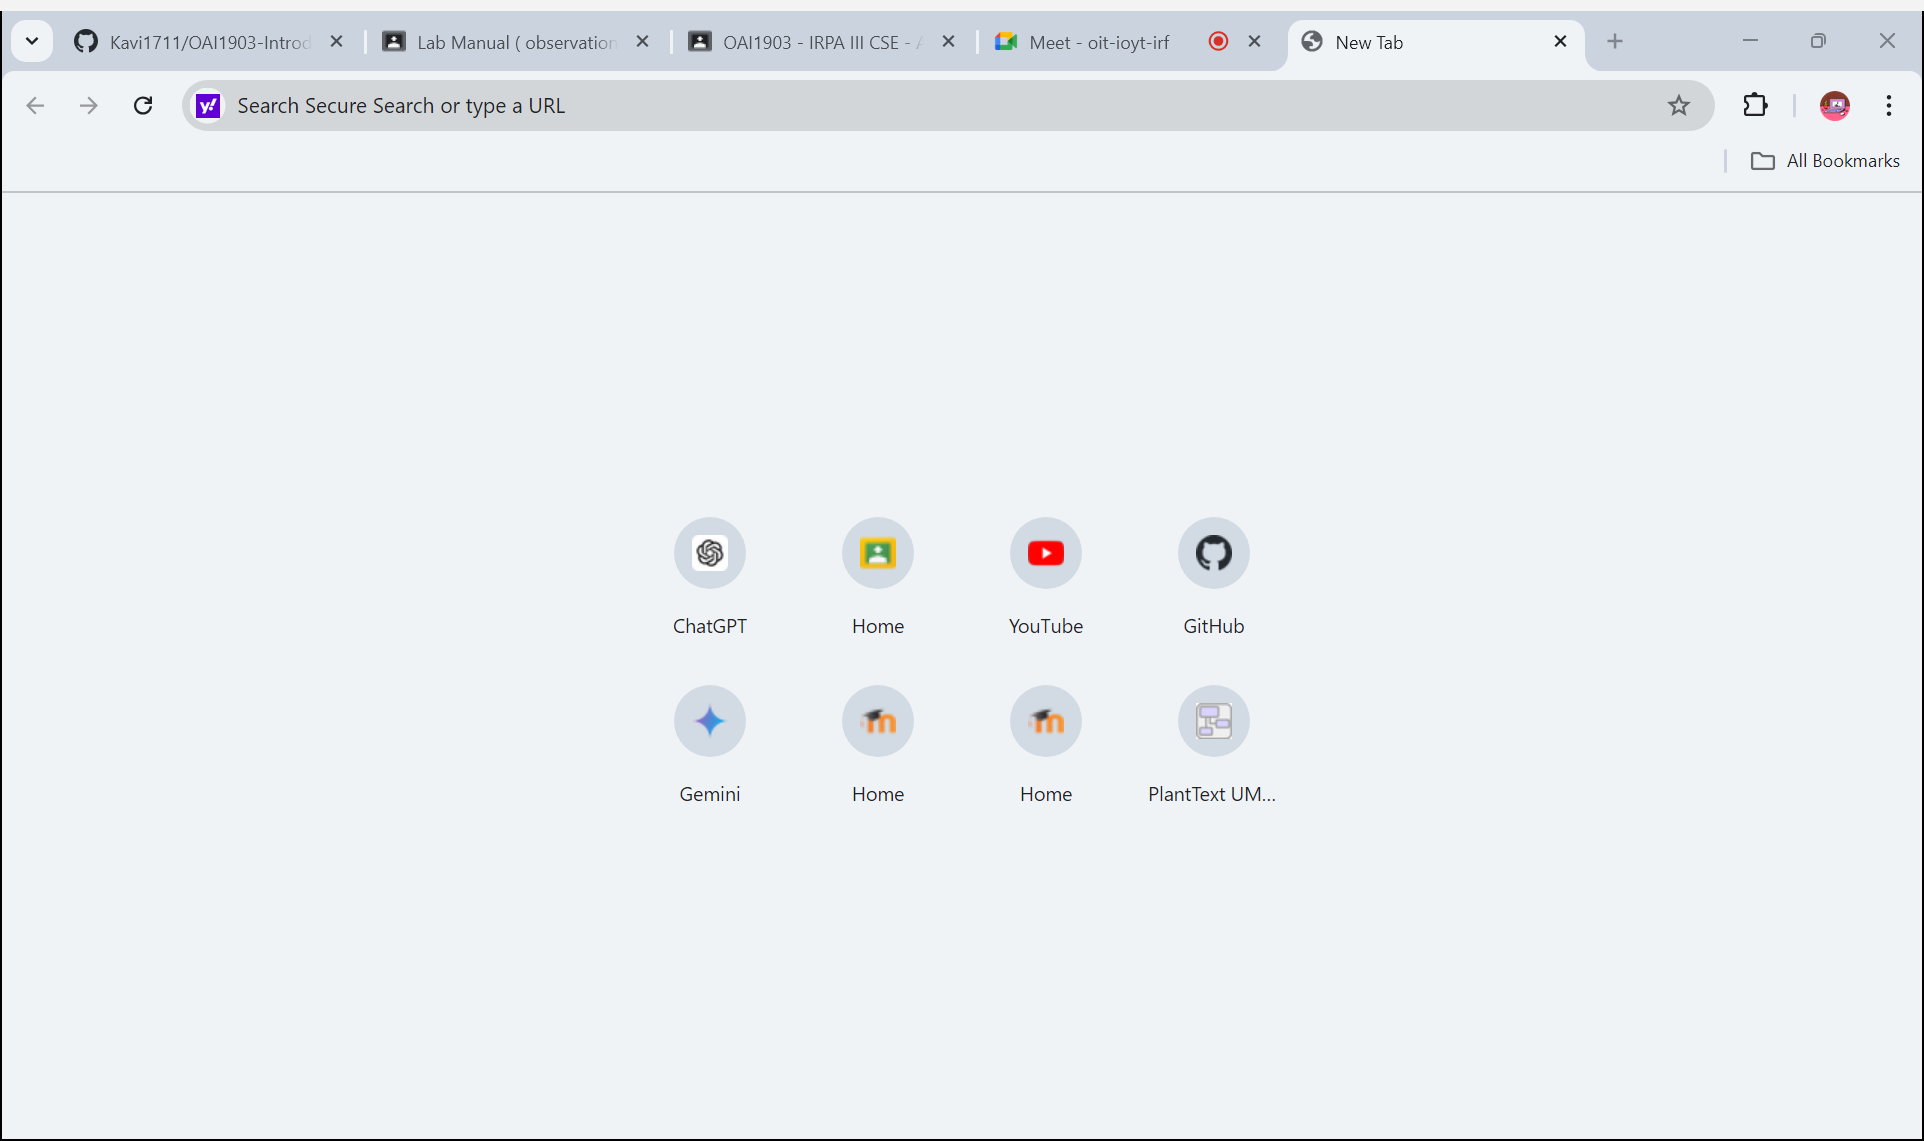 Kavi1711/OAI1903-Introd
Lab Manual ( observation
OAI1903 - IRPA III CSE - A
Meet - oit-ioyt-irf
New Tab
y!
Search Secure Search or type a URL
All Bookmarks
ChatGPT
Home
YouTube
GitHub
Gemini
Home
Home
PlantText UM...